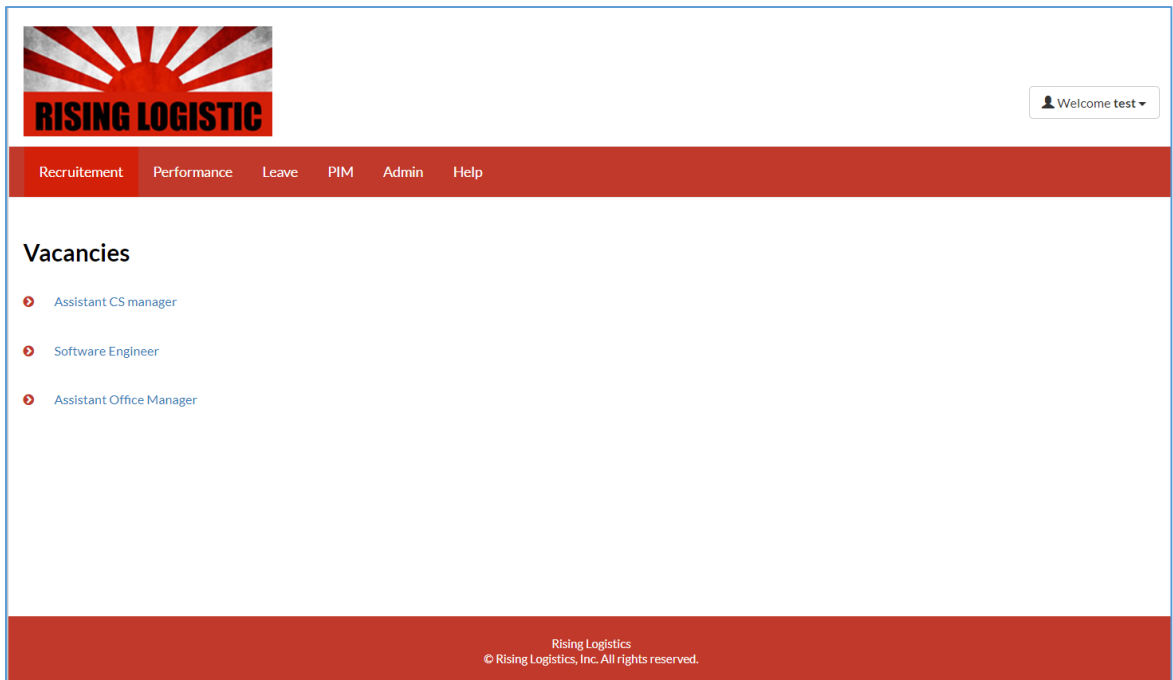 RISING LOGISTIC
Welcome test
Recruitement Performance Leave PIM Admin Help
Vacancies
Assistant CS manager
Software Engineer
Assistant Office Manager
Rising Logistics
© Rising Logistics, Inc. All rights reserved.